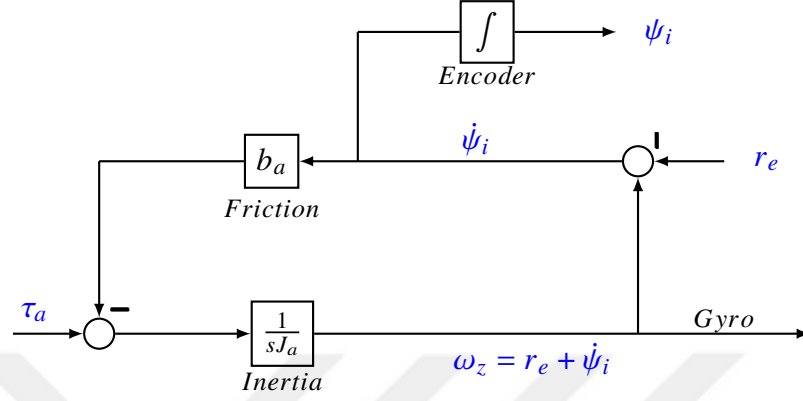 ∫
ψ_i
Encoder
ψ̇_i
r_e
b_a
Friction
−
−
τ_a
1/(sJ_a)
Gyro
ω_z = r_e + ψ̇_i
Inertia